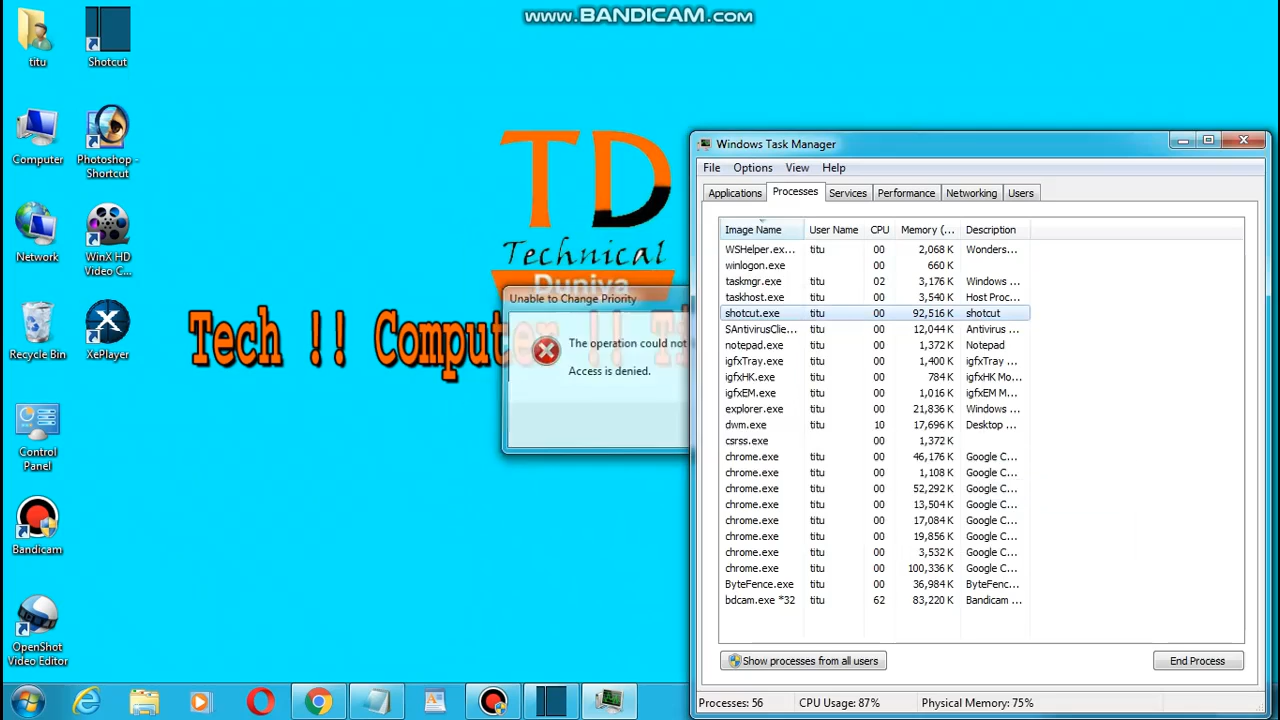 www.BANDICAM.com
titu
Shotcut
Computer
Photoshop -
Shortcut
Network
WinX HD
Video C...
Recycle Bin
XePlayer
Control
Panel
Bandicam
OpenShot
Video Editor
TD
Technical
Duniya
Tech !! Computer !!
Unable to Change Priority
The operation could not
Access is denied.
Windows Task Manager
File Options View Help
Applications Processes Services Performance Networking Users
Image Name User Name CPU Memory (... Description
WSHelper.ex... titu 00 2,068 K Wonders...
winlogon.exe 00 660 K
taskmgr.exe titu 02 3,176 K Windows ...
taskhost.exe titu 00 3,540 K Host Proc...
shotcut.exe titu 00 92,516 K shotcut
SAntivirusClie... titu 00 12,044 K Antivirus ...
notepad.exe titu 00 1,372 K Notepad
igfxTray.exe titu 00 1,400 K igfxTray ...
igfxHK.exe titu 00 784 K igfxHK Mo...
igfxEM.exe titu 00 1,016 K igfxEM M...
explorer.exe titu 00 21,836 K Windows ...
dwm.exe titu 10 17,696 K Desktop ...
csrss.exe 00 1,372 K
chrome.exe titu 00 46,176 K Google C...
chrome.exe titu 00 1,108 K Google C...
chrome.exe titu 00 52,292 K Google C...
chrome.exe titu 00 13,504 K Google C...
chrome.exe titu 00 17,084 K Google C...
chrome.exe titu 00 19,856 K Google C...
chrome.exe titu 00 3,532 K Google C...
chrome.exe titu 00 100,336 K Google C...
ByteFence.exe titu 00 36,984 K ByteFenc...
bdcam.exe *32 titu 62 83,220 K Bandicam ...
Show processes from all users
End Process
Processes: 56 CPU Usage: 87% Physical Memory: 75%